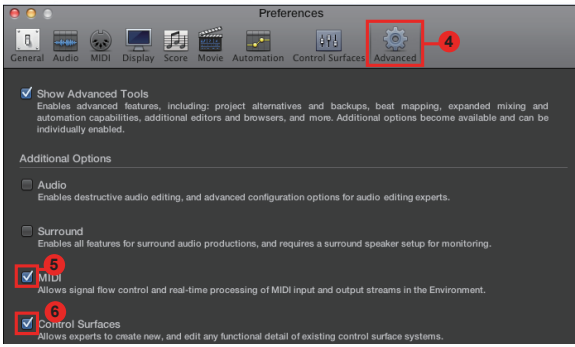 Preferences
General Audio MIDI Display Score Movie Automation Control Surfaces Advanced
4
Show Advanced Tools
Enables advanced features, including: project alternatives and backups, beat mapping, expanded mixing and
automation capabilities, additional editors and browsers, and more. Additional options become available and can be
individually enabled.
Additional Options
Audio
Enables destructive audio editing, and advanced configuration options for audio editing experts.
Surround
Enables all features for surround audio productions, and requires a surround speaker setup for monitoring.
5
MIDI
Allows signal flow control and real-time processing of MIDI input and output streams in the Environment.
6
Control Surfaces
Allows experts to create new, and edit any functional detail of existing control surface systems.